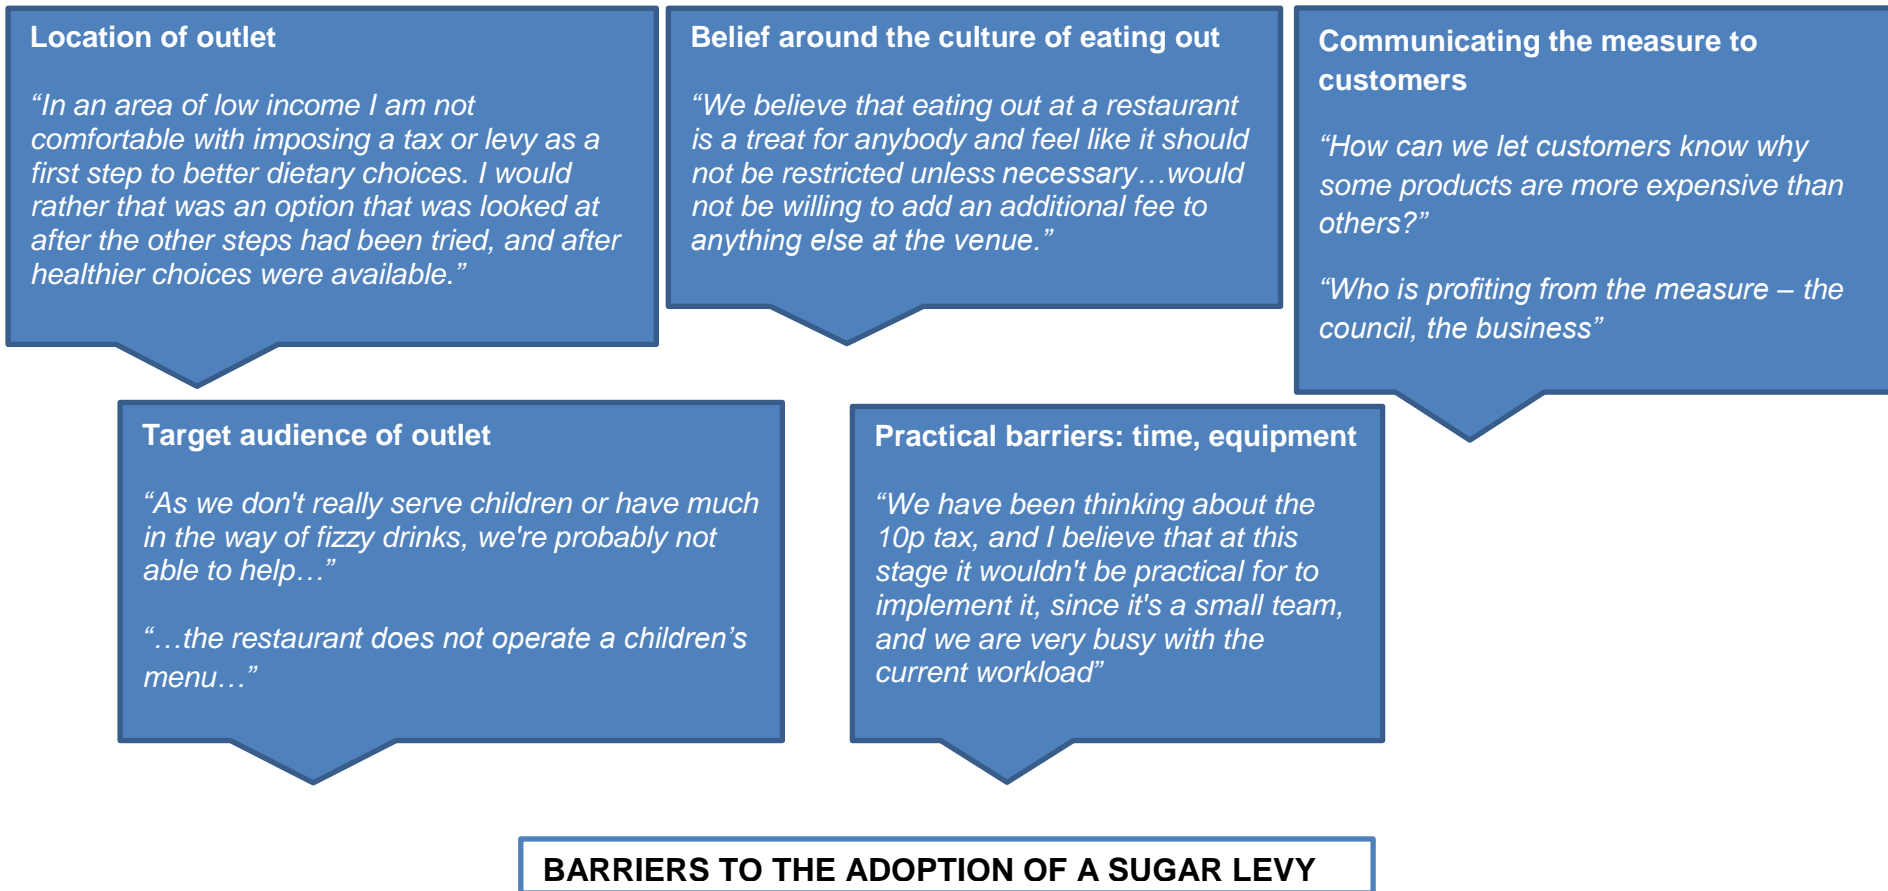 Location of outlet
“In an area of low income I am not
comfortable with imposing a tax or levy as a
first step to better dietary choices. I would
rather that was an option that was looked at
after the other steps had been tried, and after
healthier choices were available.”
Belief around the culture of eating out
“We believe that eating out at a restaurant
is a treat for anybody and feel like it should
not be restricted unless necessary…would
not be willing to add an additional fee to
anything else at the venue.”
Communicating the measure to
customers
“How can we let customers know why
some products are more expensive than
others?”
“Who is profiting from the measure – the
council, the business”
Target audience of outlet
“As we don't really serve children or have much
in the way of fizzy drinks, we're probably not
able to help…”
“…the restaurant does not operate a children’s
menu…”
Practical barriers: time, equipment
“We have been thinking about the
10p tax, and I believe that at this
stage it wouldn't be practical for to
implement it, since it's a small team,
and we are very busy with the
current workload”
BARRIERS TO THE ADOPTION OF A SUGAR LEVY